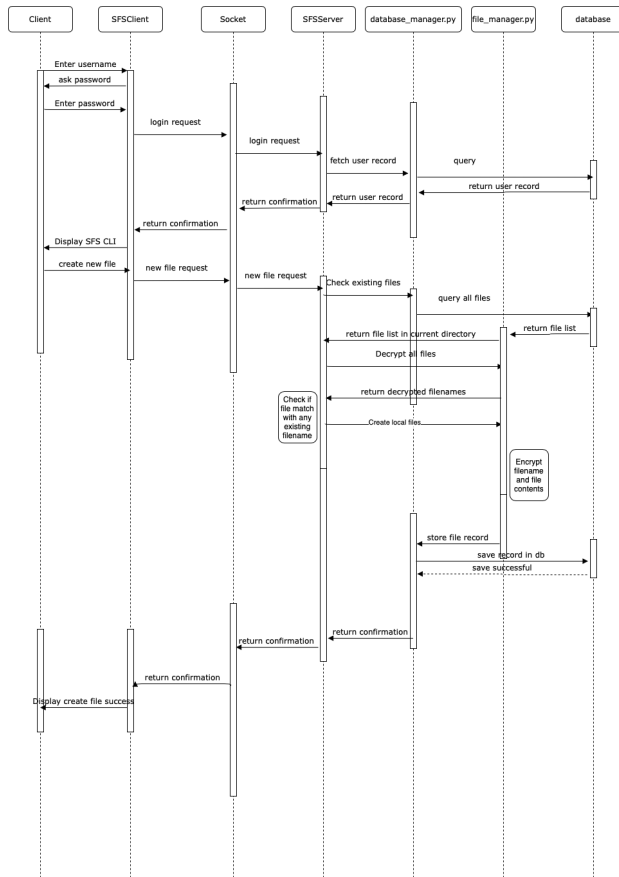 Client
SFSClient
Socket
SFSServer
database_manager.py
file_manager.py
database
Enter username
ask password
Enter password
login request
login request
fetch user record
query
return user record
return user record
return confirmation
return confirmation
Display SFS CLI
create new file
new file request
new file request
Check existing files
query all files
return file list
return file list in current directory
Decrypt all files
return decrypted filenames
Check if
file match
with any
existing
filename
Create local files
Encrypt
filename
and file
contents
store file record
save record in db
save successful
return confirmation
return confirmation
return confirmation
Display create file success